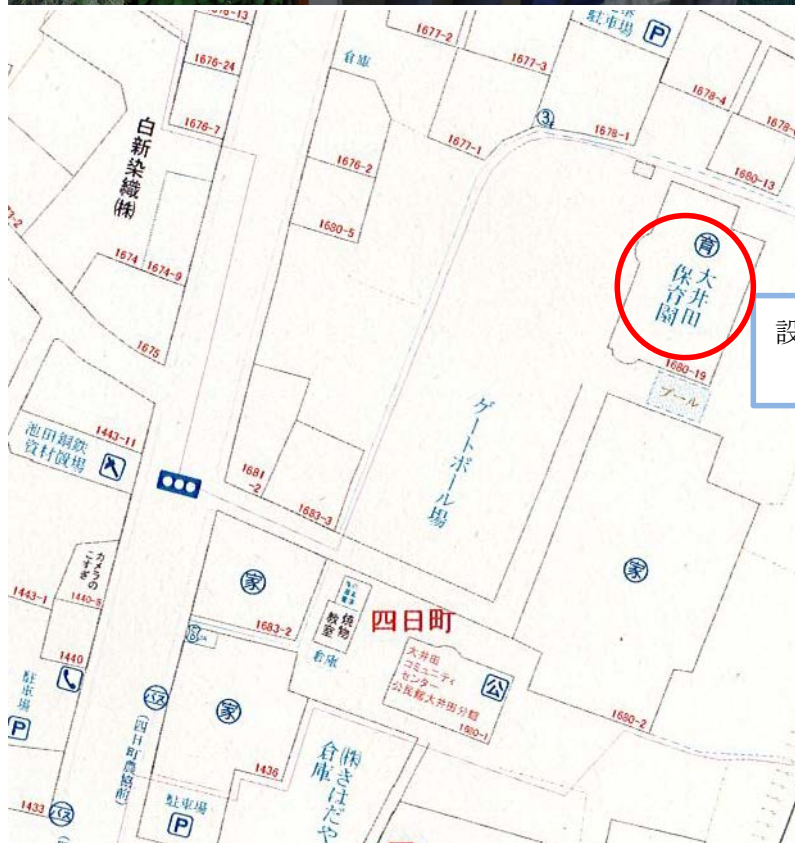 1677-2
駐車場
P
1676-24
倉庫
1677-3
1678-4
1676-7
③
1678-1
1677-1
白新染織㈱
1676-2
1680-13
1680-5
育
大井田
保育園
1674
1674-9
設
1675
1680-19
プール
ゲートボール場
1443-11
池田鋼鉄
資材置場
1681
-2
1683-3
カメラの
こすぎ
家
家
1443-1
1440-8
1683-2
焼物
教室
四日町
1440
倉庫
大井田
コミュニティ
センター
公民館大井田分館
1680-1
公
駐車場
P
バス
(四日町農協前)
家
1680-2
1436
㈱きはだや
倉庫
1433
バス
駐車場
P